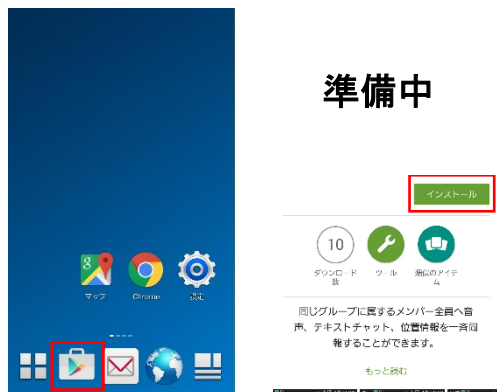 準備中
インストール
マップ
Chrome
設定
10
ダウンロード
数
ツール
類似のアイテ
ム
同じグループに属するメンバー全員へ音
声、テキストチャット、位置情報を一斉同
報することができます。
もっと読む